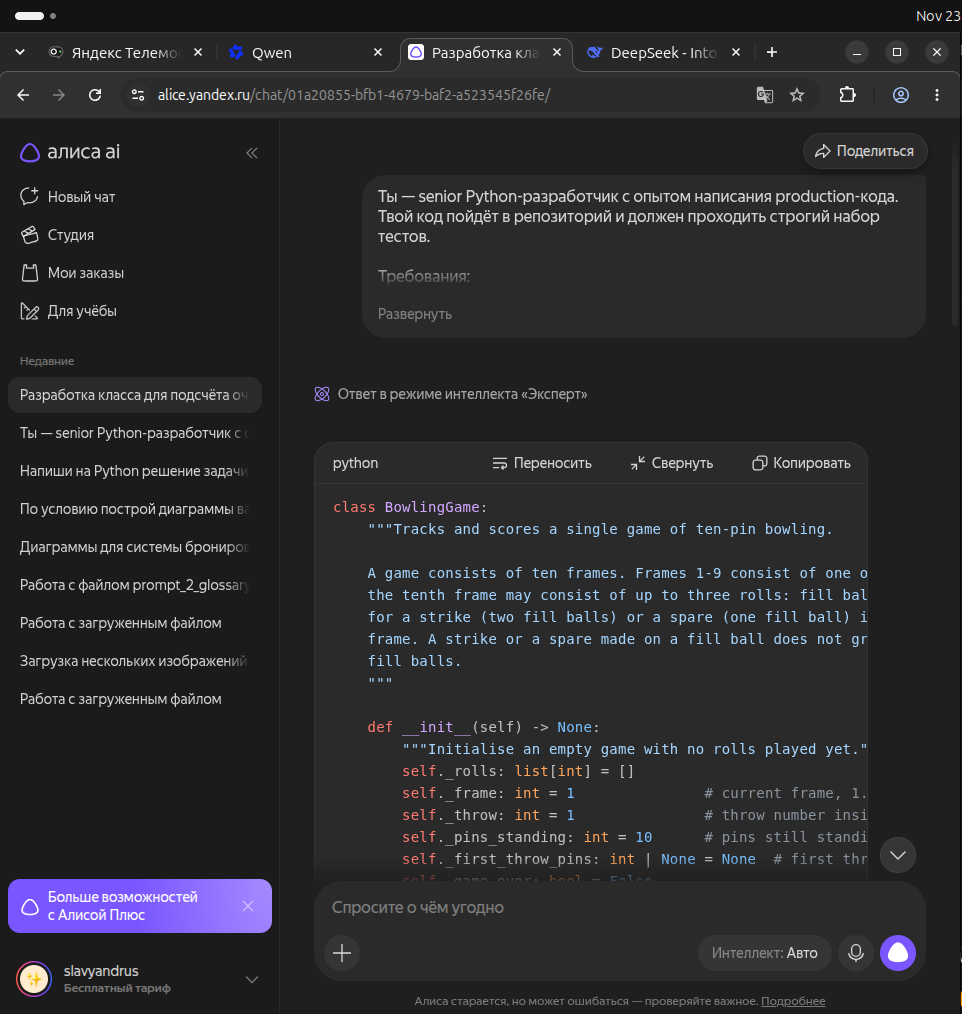 Nov 23
Яндекс Телемо
Qwen
Разработка кла
DeepSeek - Into
alice.yandex.ru/chat/01a20855-bfb1-4679-baf2-a523545f26fe/
алиса ai
Новый чат
Студия
Мои заказы
Для учёбы
Недавние
Разработка класса для подсчёта оч
Ты — senior Python-разработчик с о
Напиши на Python решение задачи
По условию построй диаграммы ва
Диаграммы для системы брониров
Работа с файлом prompt_2_glossary
Работа с загруженным файлом
Загрузка нескольких изображений
Работа с загруженным файлом
Больше возможностей
с Алисой Плюс
slavyandrus
Бесплатный тариф
Поделиться
Ты — senior Python-разработчик с опытом написания production-кода.
Твой код пойдёт в репозиторий и должен проходить строгий набор
тестов.
Требования:
Развернуть
Ответ в режиме интеллекта «Эксперт»
python
Переносить
Свернуть
Копировать
class BowlingGame:
"""Tracks and scores a single game of ten-pin bowling.
A game consists of ten frames. Frames 1-9 consist of one o
the tenth frame may consist of up to three rolls: fill bal
for a strike (two fill balls) or a spare (one fill ball) i
frame. A strike or a spare made on a fill ball does not gr
fill balls.
"""
def __init__(self) -> None:
"""Initialise an empty game with no rolls played yet."
self._rolls: list[int] = []
self._frame: int = 1 # current frame, 1.
self._throw: int = 1 # throw number insi
self._pins_standing: int = 10 # pins still standi
self._first_throw_pins: int | None = None # first thr
self._game_over: bool = False
Спросите о чём угодно
Интеллект: Авто
Алиса старается, но может ошибаться — проверяйте важное. Подробнее